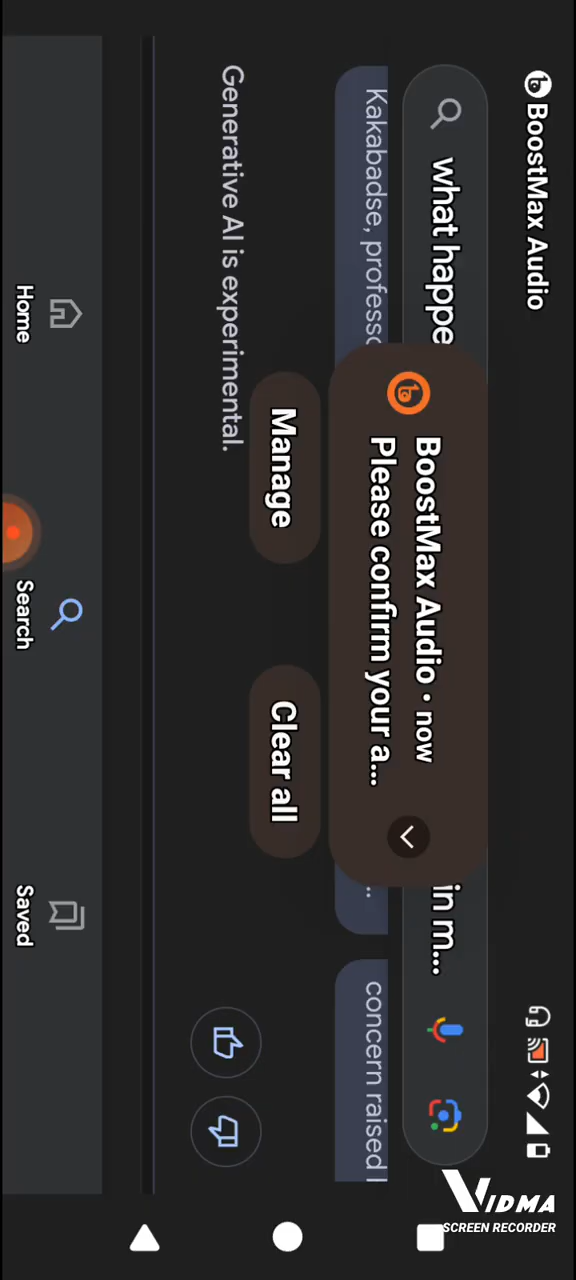 BoostMax Audio
what happe
in m...
BoostMax Audio • now
Please confirm your a...
Kakabadse, professo
...
concern raised
Manage
Clear all
Generative AI is experimental.
Home
Search
Saved
VIDMA
SCREEN RECORDER